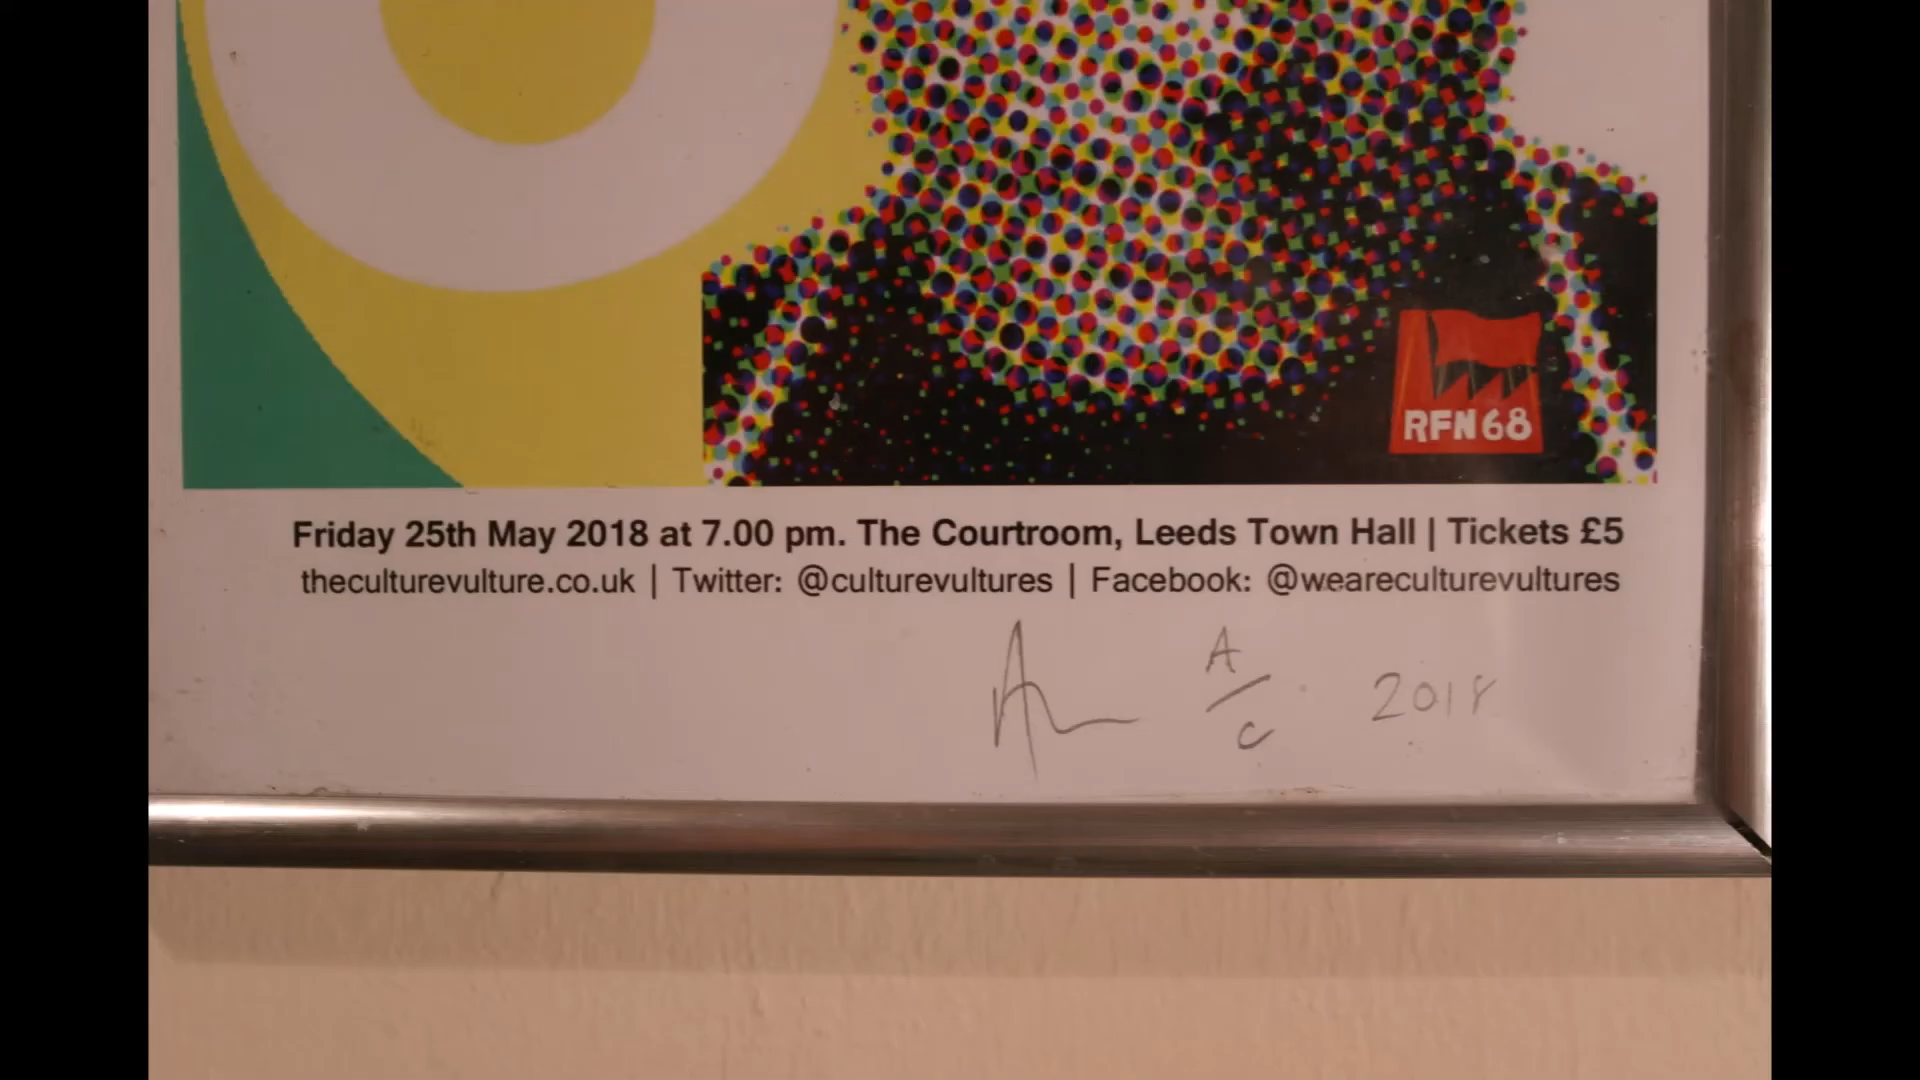 RFN68
Friday 25th May 2018 at 7.00 pm. The Courtroom, Leeds Town Hall | Tickets £5
theculturevulture.co.uk | Twitter: @culturevultures | Facebook: @weareculturevultures
A/C 2018